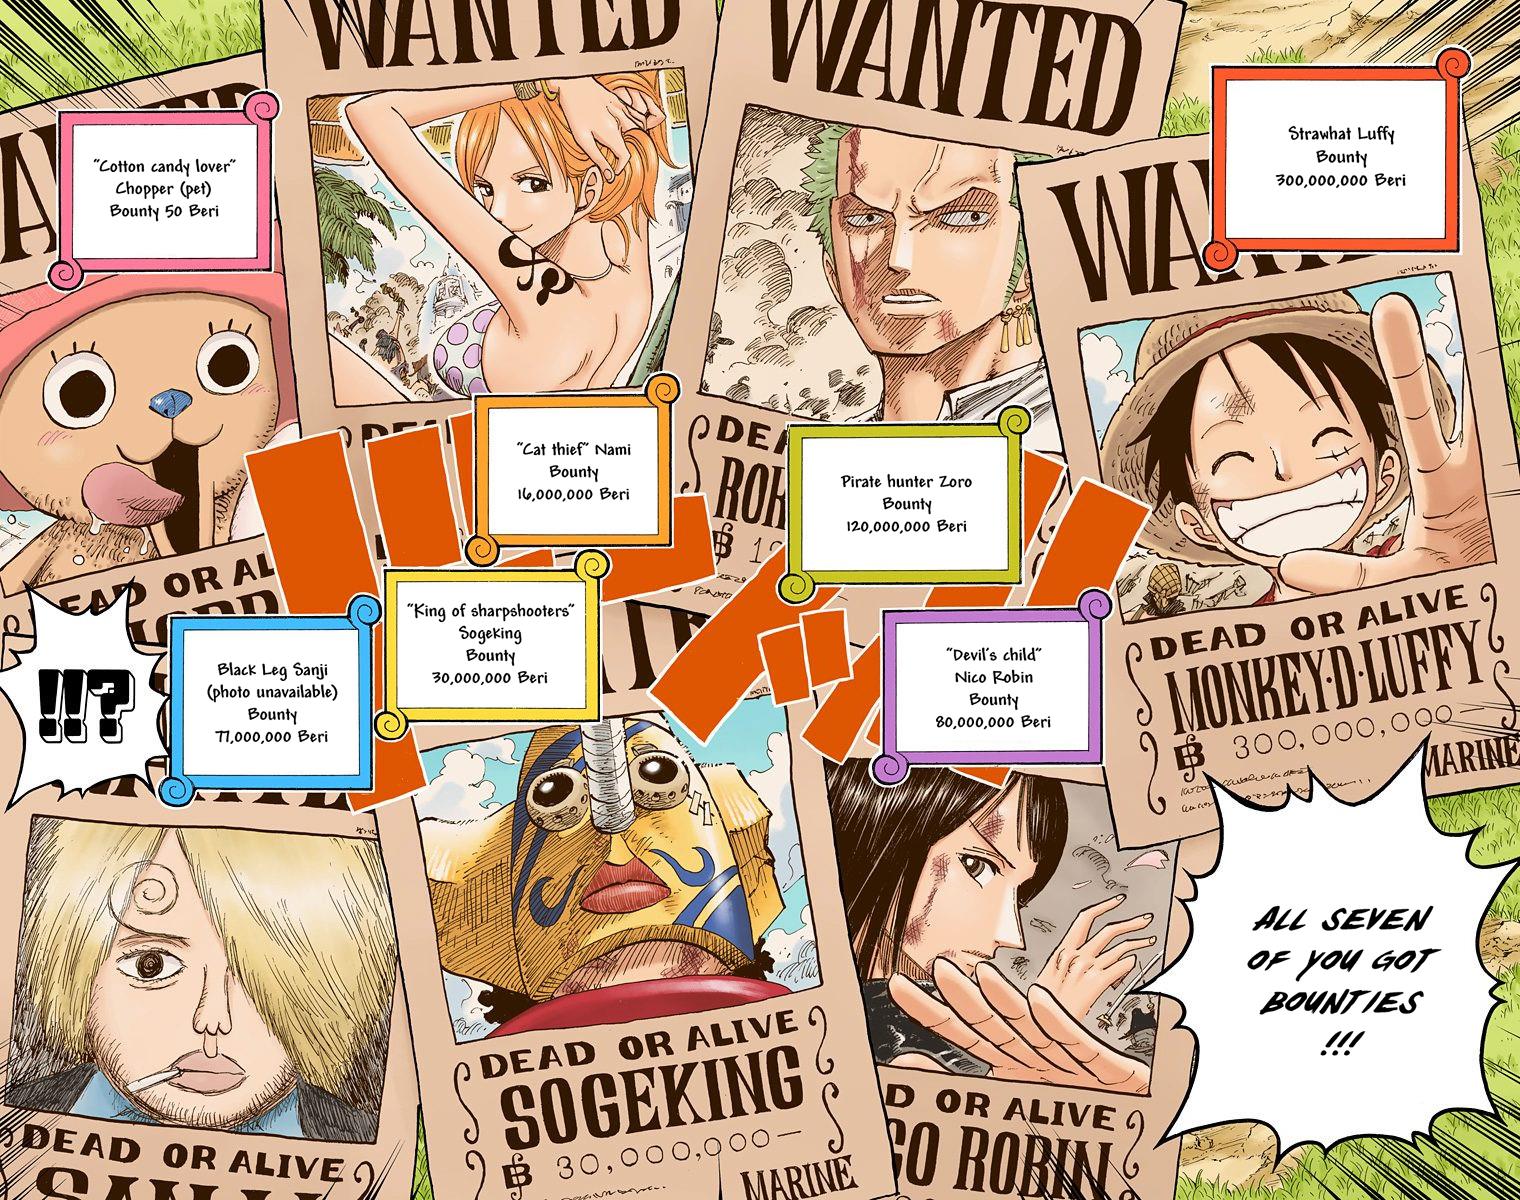 WANTED
WANTED
"Cotton candy lover"
Chopper (pet)
Bounty 50 Beri
Strawhat Luffy
Bounty
300,000,000 Beri
"Cat thief" Nami
Bounty
16,000,000 Beri
Pirate hunter Zoro
Bounty
120,000,000 Beri
DEAD OR AL
DEAD OR ALIVE
MONKEY·D·LUFFY
฿ 300,000,000
MARINE
"King of sharpshooters"
Sogeking
Bounty
30,000,000 Beri
"Devil's child"
Nico Robin
Bounty
80,000,000 Beri
Black Leg Sanji
(photo unavailable)
Bounty
77,000,000 Beri
!!?
ALL SEVEN
OF YOU GOT
BOUNTIES
!!!
DEAD OR ALIVE
SOGEKING
฿ 30,000,000—
MARINE
D OR ALIVE
CO ROBIN
DEAD OR ALIVE
SANJI